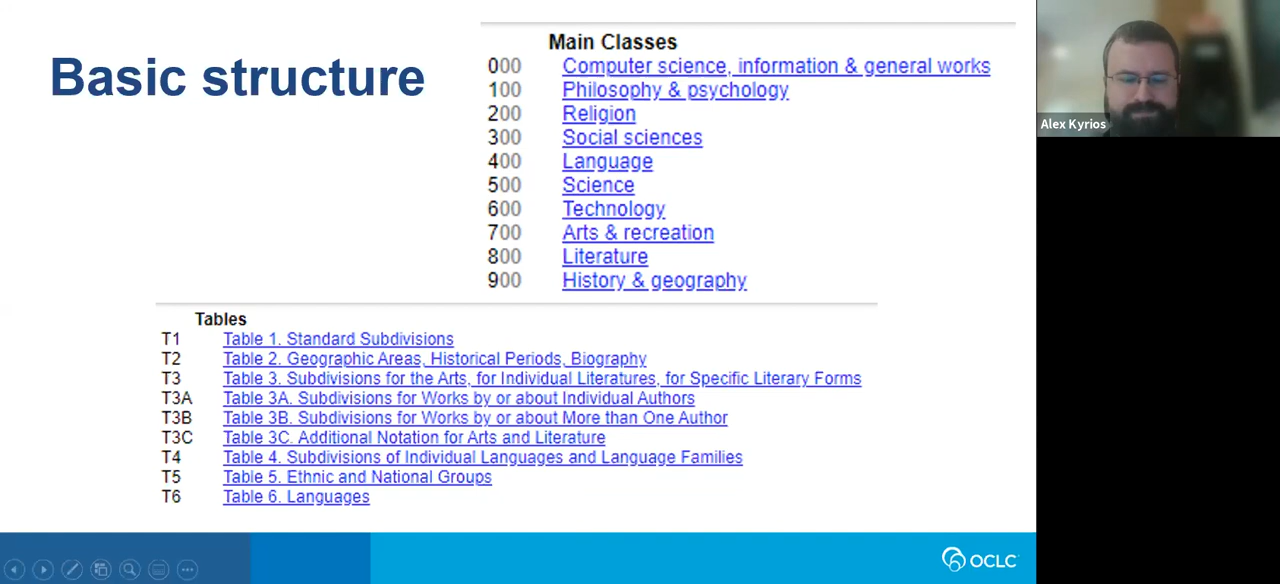 Basic structure
Main Classes
000 Computer science, information & general works
100 Philosophy & psychology
200 Religion
300 Social sciences
400 Language
500 Science
600 Technology
700 Arts & recreation
800 Literature
900 History & geography
Tables
T1 Table 1. Standard Subdivisions
T2 Table 2. Geographic Areas, Historical Periods, Biography
T3 Table 3. Subdivisions for the Arts, for Individual Literatures, for Specific Literary Forms
T3A Table 3A. Subdivisions for Works by or about Individual Authors
T3B Table 3B. Subdivisions for Works by or about More than One Author
T3C Table 3C. Additional Notation for Arts and Literature
T4 Table 4. Subdivisions of Individual Languages and Language Families
T5 Table 5. Ethnic and National Groups
T6 Table 6. Languages
OCLC
Alex Kyrios